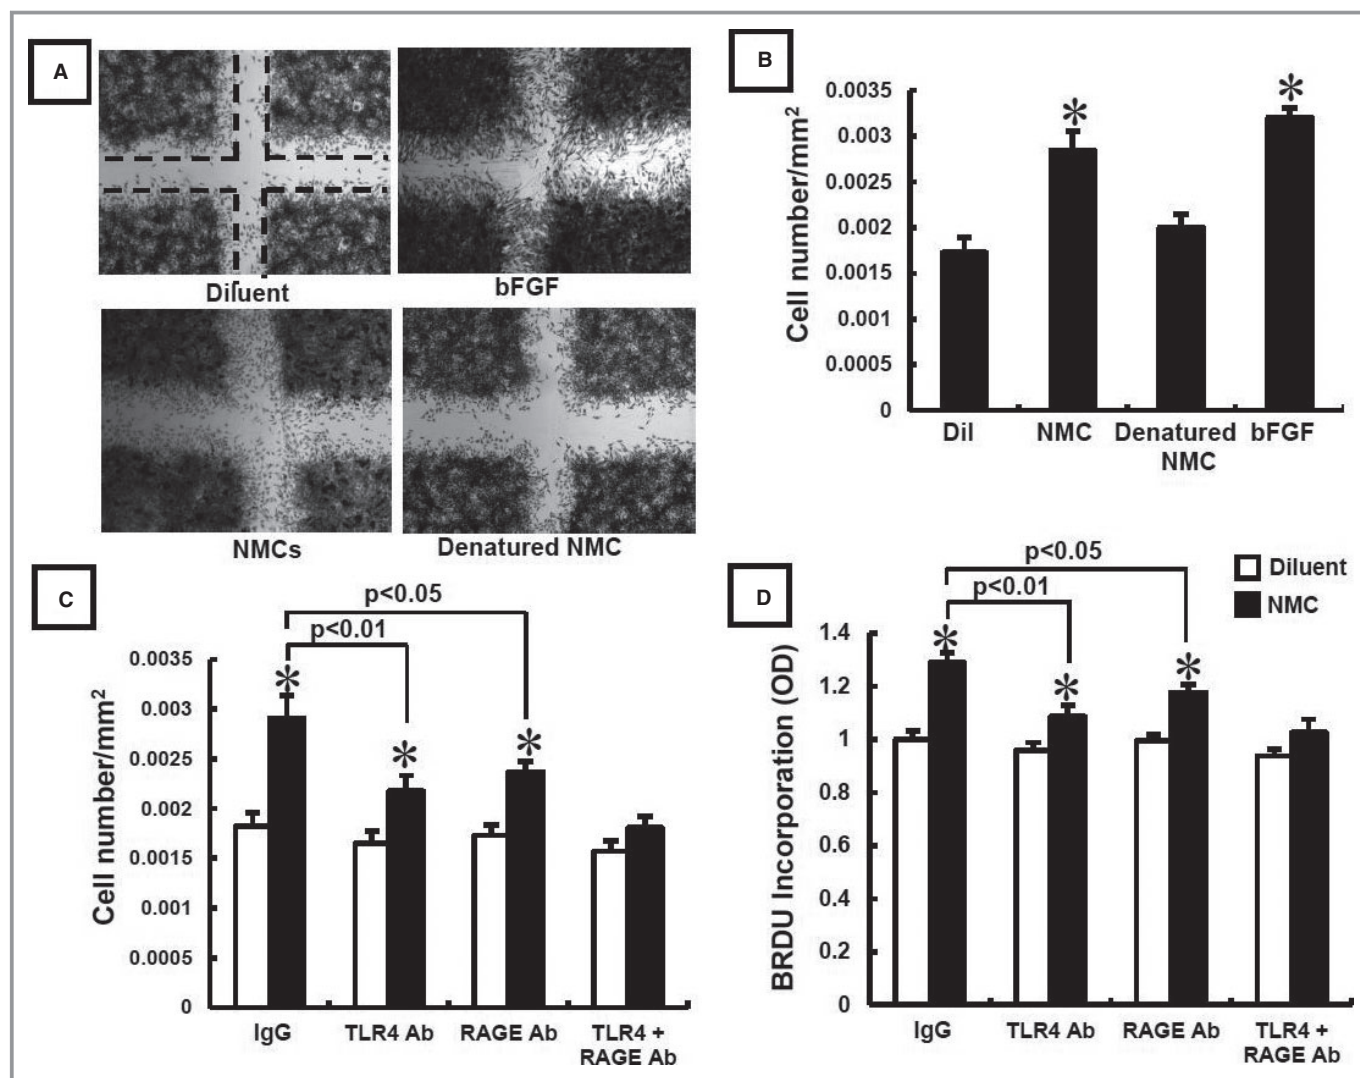 A
Diluent
bFGF
NMCs
Denatured NMC
B
Cell number/mm2
0.0035
0.003
0.0025
0.002
0.0015
0.001
0.0005
0
*
*
Dil
NMC
Denatured
NMC
bFGF
C
Cell number/mm2
0.0035
0.003
0.0025
0.002
0.0015
0.001
0.0005
0
p<0.05
p<0.01
*
*
*
IgG
TLR4 Ab
RAGE Ab
TLR4 +
RAGE Ab
D
BRDU Incorporation (OD)
1.4
1.2
1
0.8
0.6
0.4
0.2
0
p<0.05
p<0.01
*
*
*
Diluent
NMC
IgG
TLR4 Ab
RAGE Ab
TLR4 +
RAGE Ab